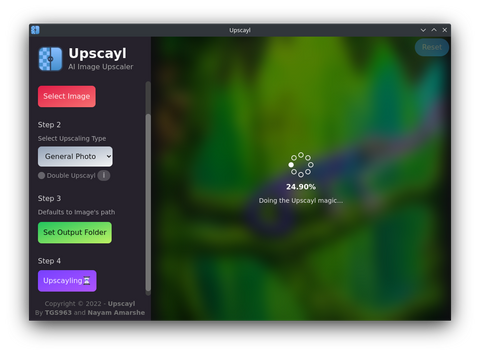 Upscayl
Upscayl
AI Image Upscaler
Reset
Select Image
Step 2
Select Upscaling Type
General Photo
Double Upscayl i
Step 3
Defaults to Image's path
Set Output Folder
Step 4
Upscayling⏳
24.90%
Doing the Upscayl magic...
Copyright © 2022 - Upscayl
By TGS963 and Nayam Amarshe